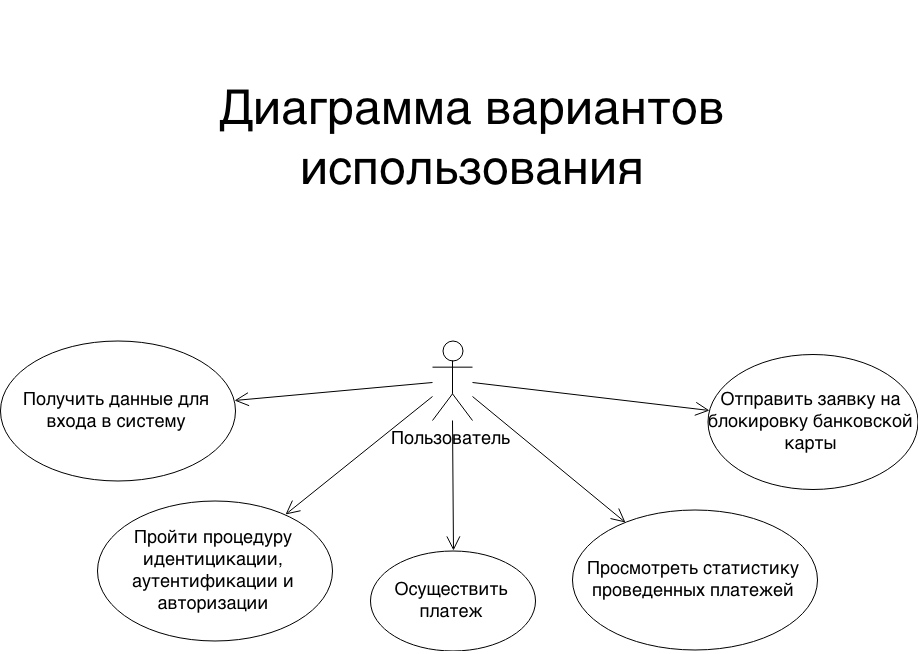 Диаграмма вариантов
использования
Получить данные для
входа в систему
Пользователь
Отправить заявку на
блокировку банковской
карты
Пройти процедуру
идентицикации,
аутентификации и
авторизации
Осуществить
платеж
Просмотреть статистику
проведенных платежей